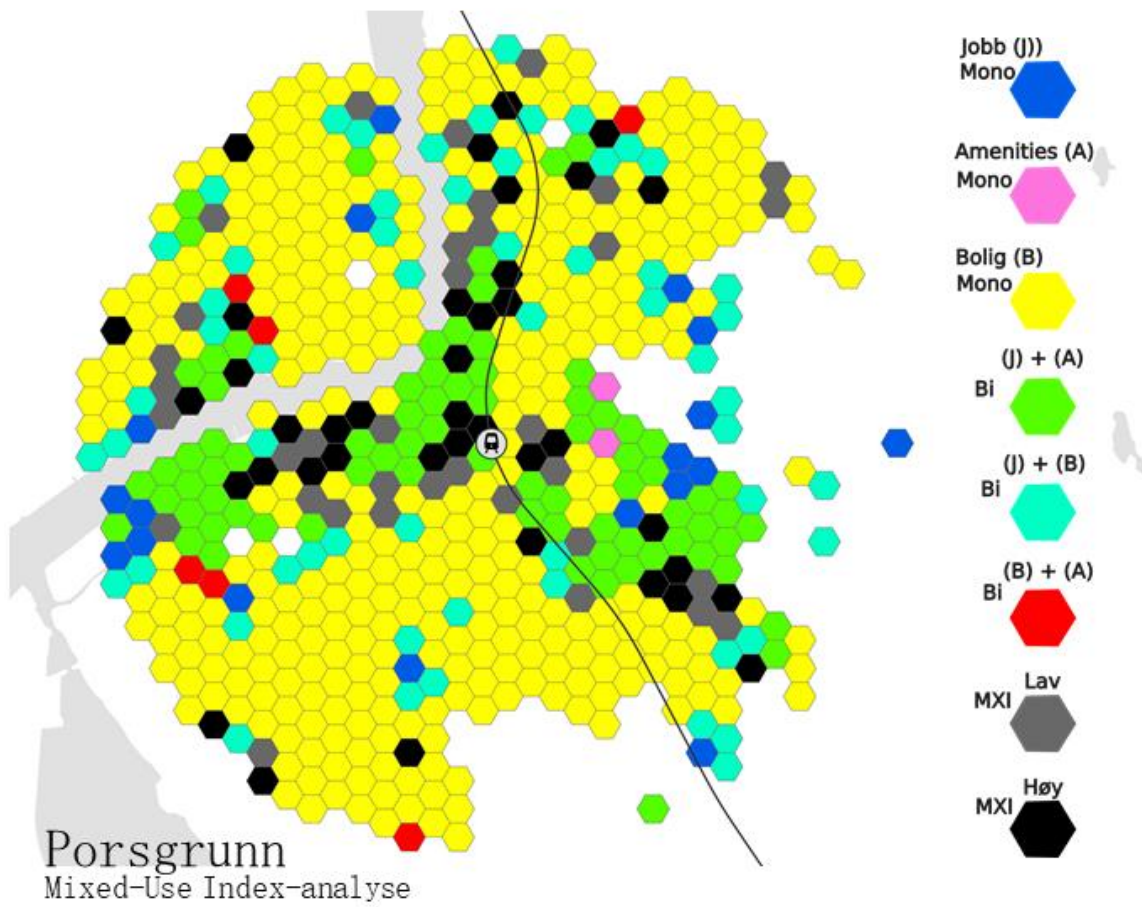 Jobb (J))
Mono
Amenities (A)
Mono
Bolig (B)
Mono
(J) + (A)
Bi
(J) + (B)
Bi
(B) + (A)
Bi
Lav
MXI
Høy
MXI
Porsgrunn
Mixed-Use Index-analyse